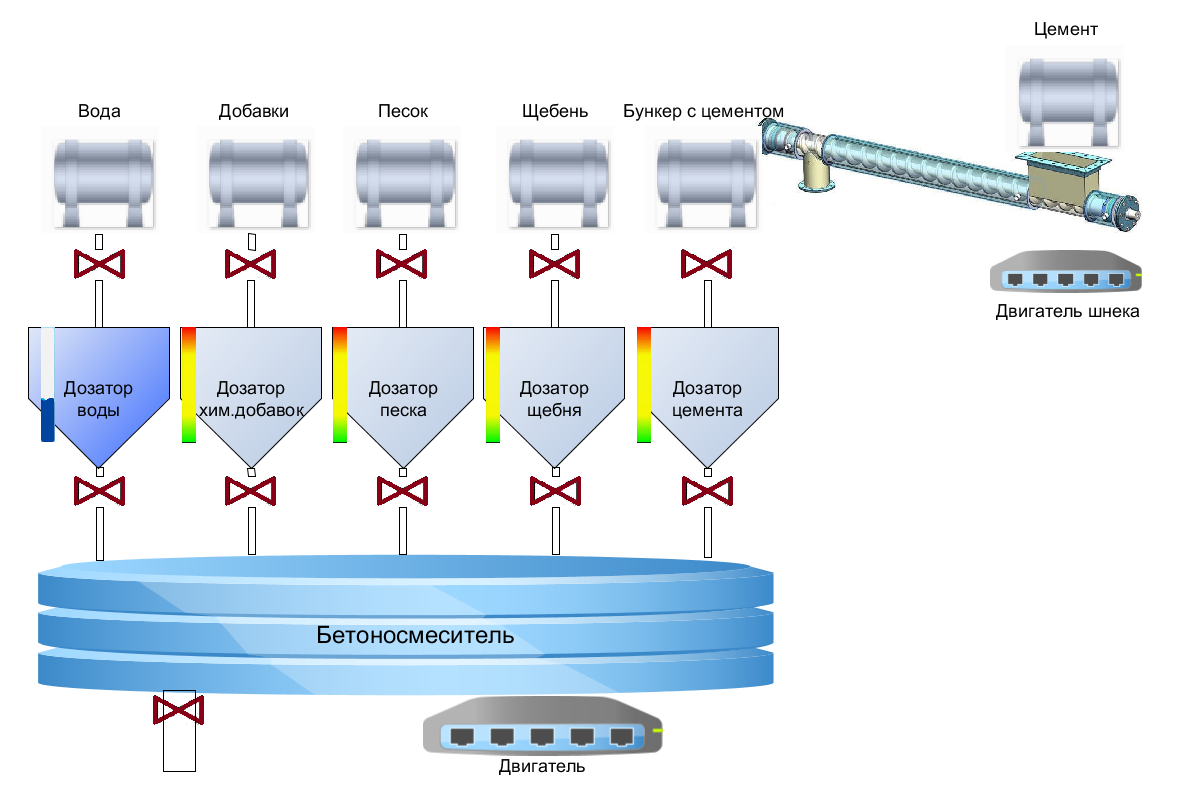 Цемент
Вода
Добавки
Песок
Щебень
Бункер с цементом
Двигатель шнека
Дозатор
воды
Дозатор
хим.добавок
Дозатор
песка
Дозатор
щебня
Дозатор
цемента
Бетоносмеситель
Двигатель